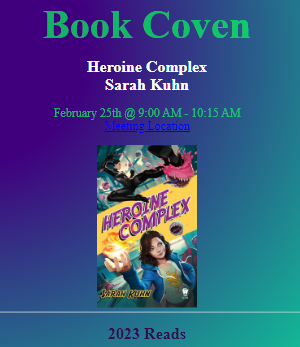 Book Coven
Heroine Complex
Sarah Kuhn
February 25th @ 9:00 AM - 10:15 AM
Meeting Location
HEROINE
COMPLEX
SARAH KUHN
2023 Reads